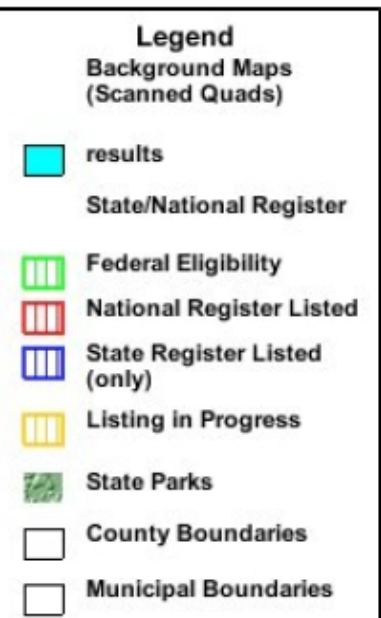 Legend
Background Maps
(Scanned Quads)
results
State/National Register
Federal Eligibility
National Register Listed
State Register Listed
(only)
Listing in Progress
State Parks
County Boundaries
Municipal Boundaries